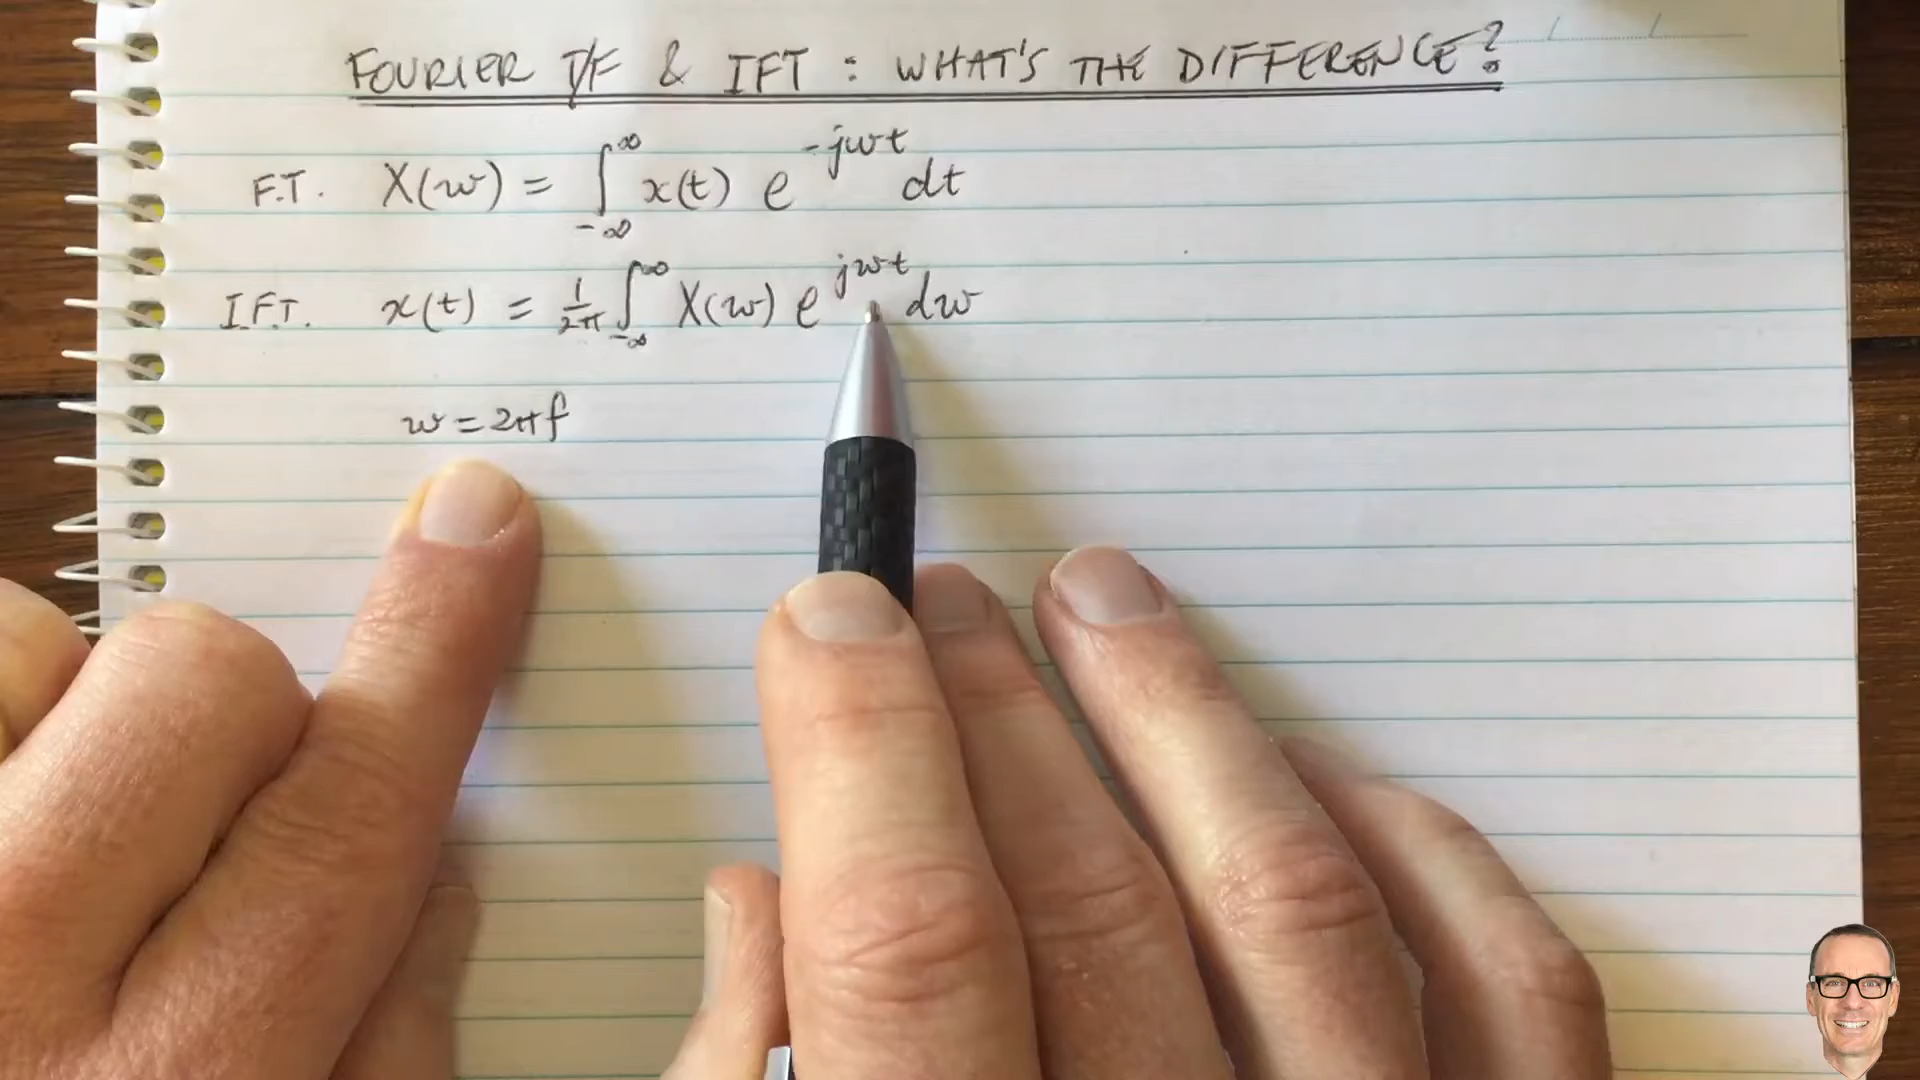 FOURIER T/F & IFT : WHAT'S THE DIFFERENCE?
F.T. X(w) = ∫_{-∞}^{∞} x(t) e^{-jwt} dt
I.F.T. x(t) = 1/2π ∫_{-∞}^{∞} X(w) e^{jwt} dw
w = 2πf